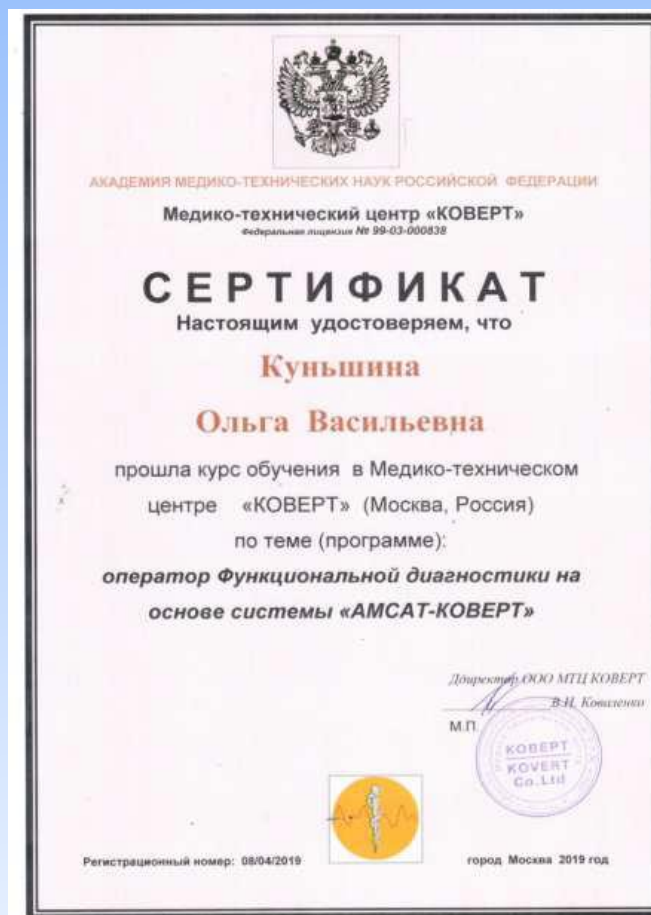 АКАДЕМИЯ МЕДИКО-ТЕХНИЧЕСКИХ НАУК РОССИЙСКОЙ ФЕДЕРАЦИИ
Медико-технический центр «КОВЕРТ»
Федеральная лицензия № 99-03-000838
СЕРТИФИКАТ
Настоящим удостоверяем, что
Куньшина
Ольга Васильевна
прошла курс обучения в Медико-техническом
центре «КОВЕРТ» (Москва, Россия)
по теме (программе):
оператор Функциональной диагностики на
основе системы «АМСАТ-КОВЕРТ»
Ддиректор ООО МТЦ КОВЕРТ
В.Н. Коваленко
М.П.
КОВЕРТ
KOVERT
Co.Ltd
Регистрационный номер: 08/04/2019
город Москва 2019 год